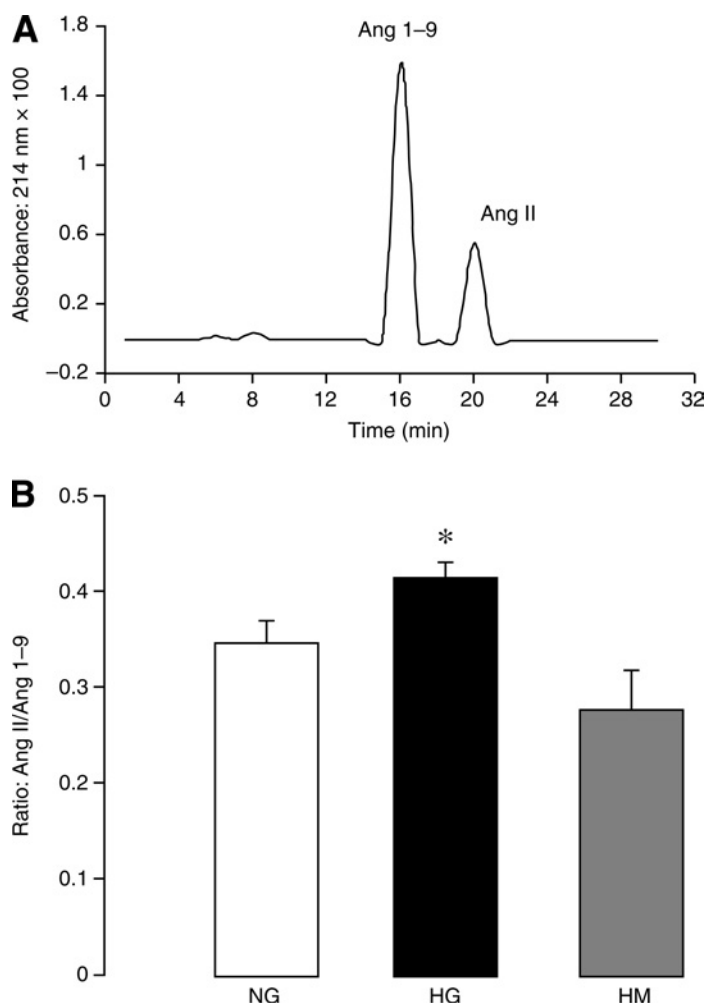 A
Ang 1–9
Ang II
Absorbance: 214 nm × 100
1.8
1.4
1
0.6
0.2
–0.2
0 4 8 12 16 20 24 28 32
Time (min)
B
*
Ratio: Ang II/Ang 1–9
0.5
0.4
0.3
0.2
0.1
0
NG HG HM